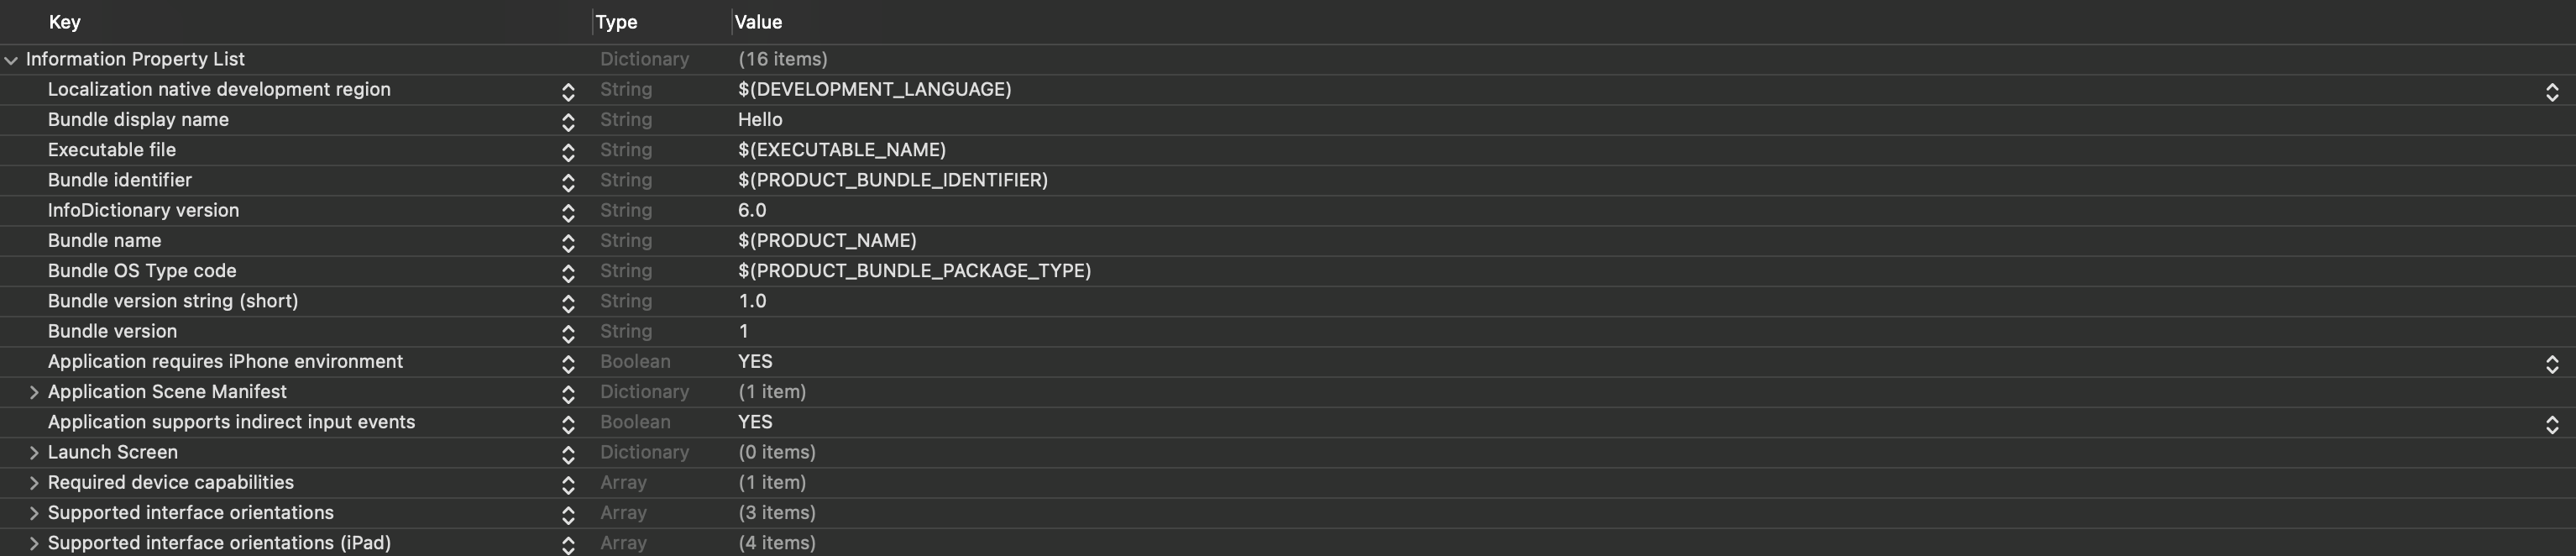 Key Type Value
Information Property List Dictionary (16 items)
Localization native development region String $(DEVELOPMENT_LANGUAGE)
Bundle display name String Hello
Executable file String $(EXECUTABLE_NAME)
Bundle identifier String $(PRODUCT_BUNDLE_IDENTIFIER)
InfoDictionary version String 6.0
Bundle name String $(PRODUCT_NAME)
Bundle OS Type code String $(PRODUCT_BUNDLE_PACKAGE_TYPE)
Bundle version string (short) String 1.0
Bundle version String 1
Application requires iPhone environment Boolean YES
Application Scene Manifest Dictionary (1 item)
Application supports indirect input events Boolean YES
Launch Screen Dictionary (0 items)
Required device capabilities Array (1 item)
Supported interface orientations Array (3 items)
Supported interface orientations (iPad) Array (4 items)